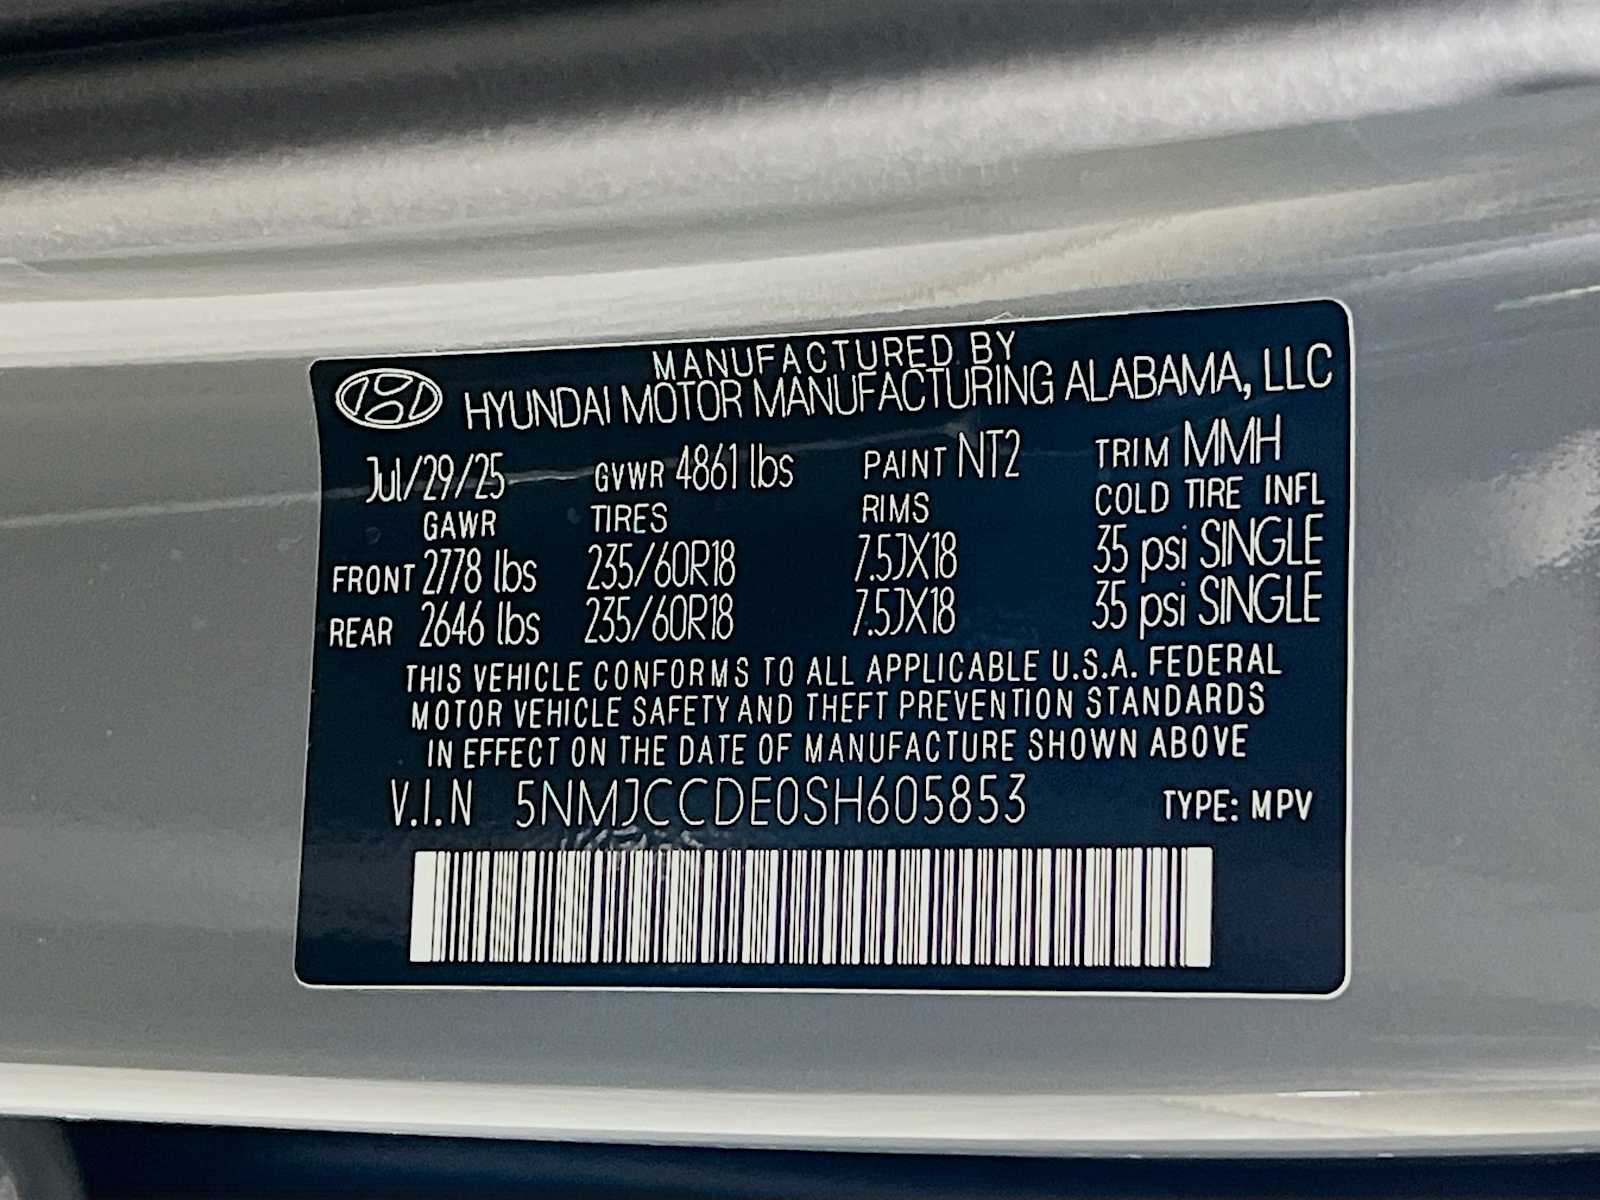 MANUFACTURED BY
HYUNDAI MOTOR MANUFACTURING ALABAMA, LLC
Jul/29/25 GVWR 4861 lbs PAINT NT2 TRIM MMH
GAWR TIRES RIMS COLD TIRE INFL
FRONT 2778 lbs 235/60R18 7.5JX18 35 psi SINGLE
REAR 2646 lbs 235/60R18 7.5JX18 35 psi SINGLE
THIS VEHICLE CONFORMS TO ALL APPLICABLE U.S.A. FEDERAL
MOTOR VEHICLE SAFETY AND THEFT PREVENTION STANDARDS
IN EFFECT ON THE DATE OF MANUFACTURE SHOWN ABOVE
V.I.N 5NMJCCDE0SH605853 TYPE: MPV